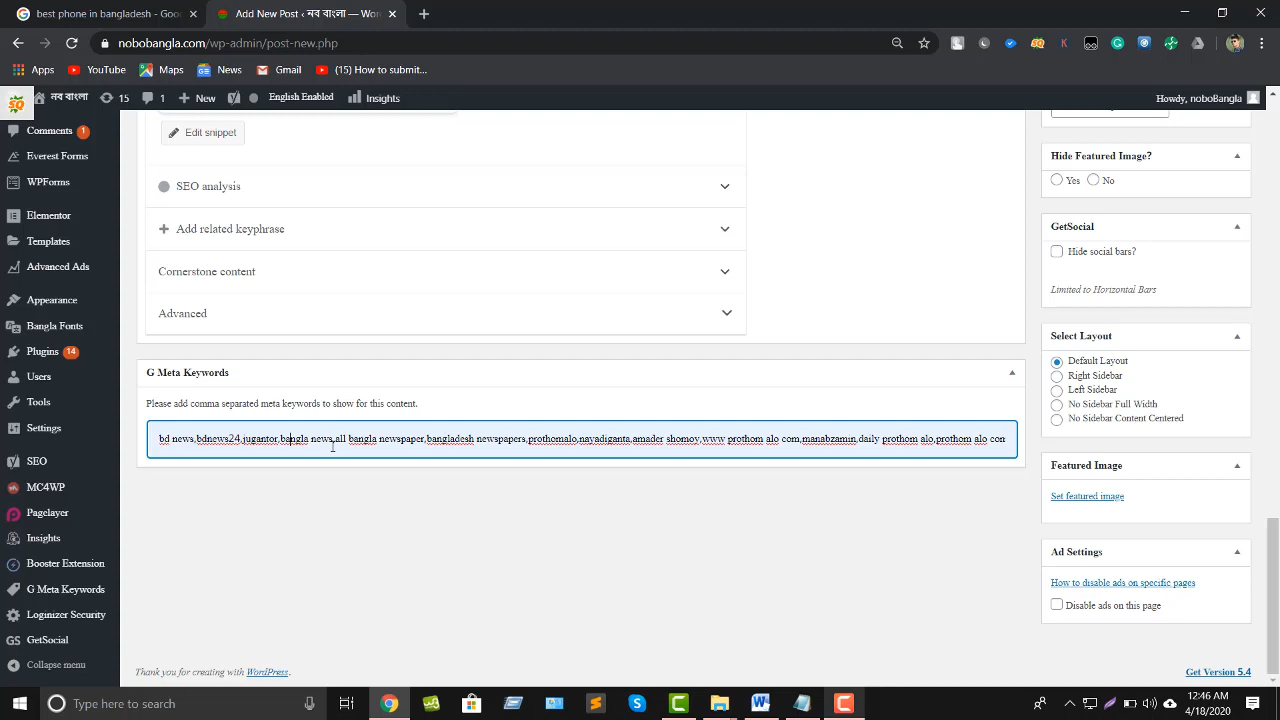 best phone in bangladesh - Goo
Add New Post ‹ নব বাংলা — Wor
nobobangla.com/wp-admin/post-new.php
Apps
YouTube
Maps
News
Gmail
(15) How to submit...
SQ
নব বাংলা
15
1
New
English Enabled
Insights
Howdy, noboBangla
Comments 1
Everest Forms
WPForms
Elementor
Templates
Advanced Ads
Appearance
Bangla Fonts
Plugins 14
Users
Tools
Settings
SEO
MC4WP
Pagelayer
Insights
Booster Extension
G Meta Keywords
Loginizer Security
GS GetSocial
Collapse menu
Edit snippet
SEO analysis
Add related keyphrase
Cornerstone content
Advanced
G Meta Keywords
Please add comma separated meta keywords to show for this content.
bd news,bdnews24,jugantor,bangla news,all bangla newspaper,bangladesh newspapers,prothomalo,nayadiganta,amader shomoy,www prothom alo com,manabzamin,daily prothom alo,prothom alo con
Thank you for creating with WordPress.
Hide Featured Image?
Yes No
GetSocial
Hide social bars?
Limited to Horizontal Bars
Select Layout
Default Layout
Right Sidebar
Left Sidebar
No Sidebar Full Width
No Sidebar Content Centered
Featured Image
Set featured image
Ad Settings
How to disable ads on specific pages
Disable ads on this page
Get Version 5.4
Type here to search
12:46 AM
4/18/2020